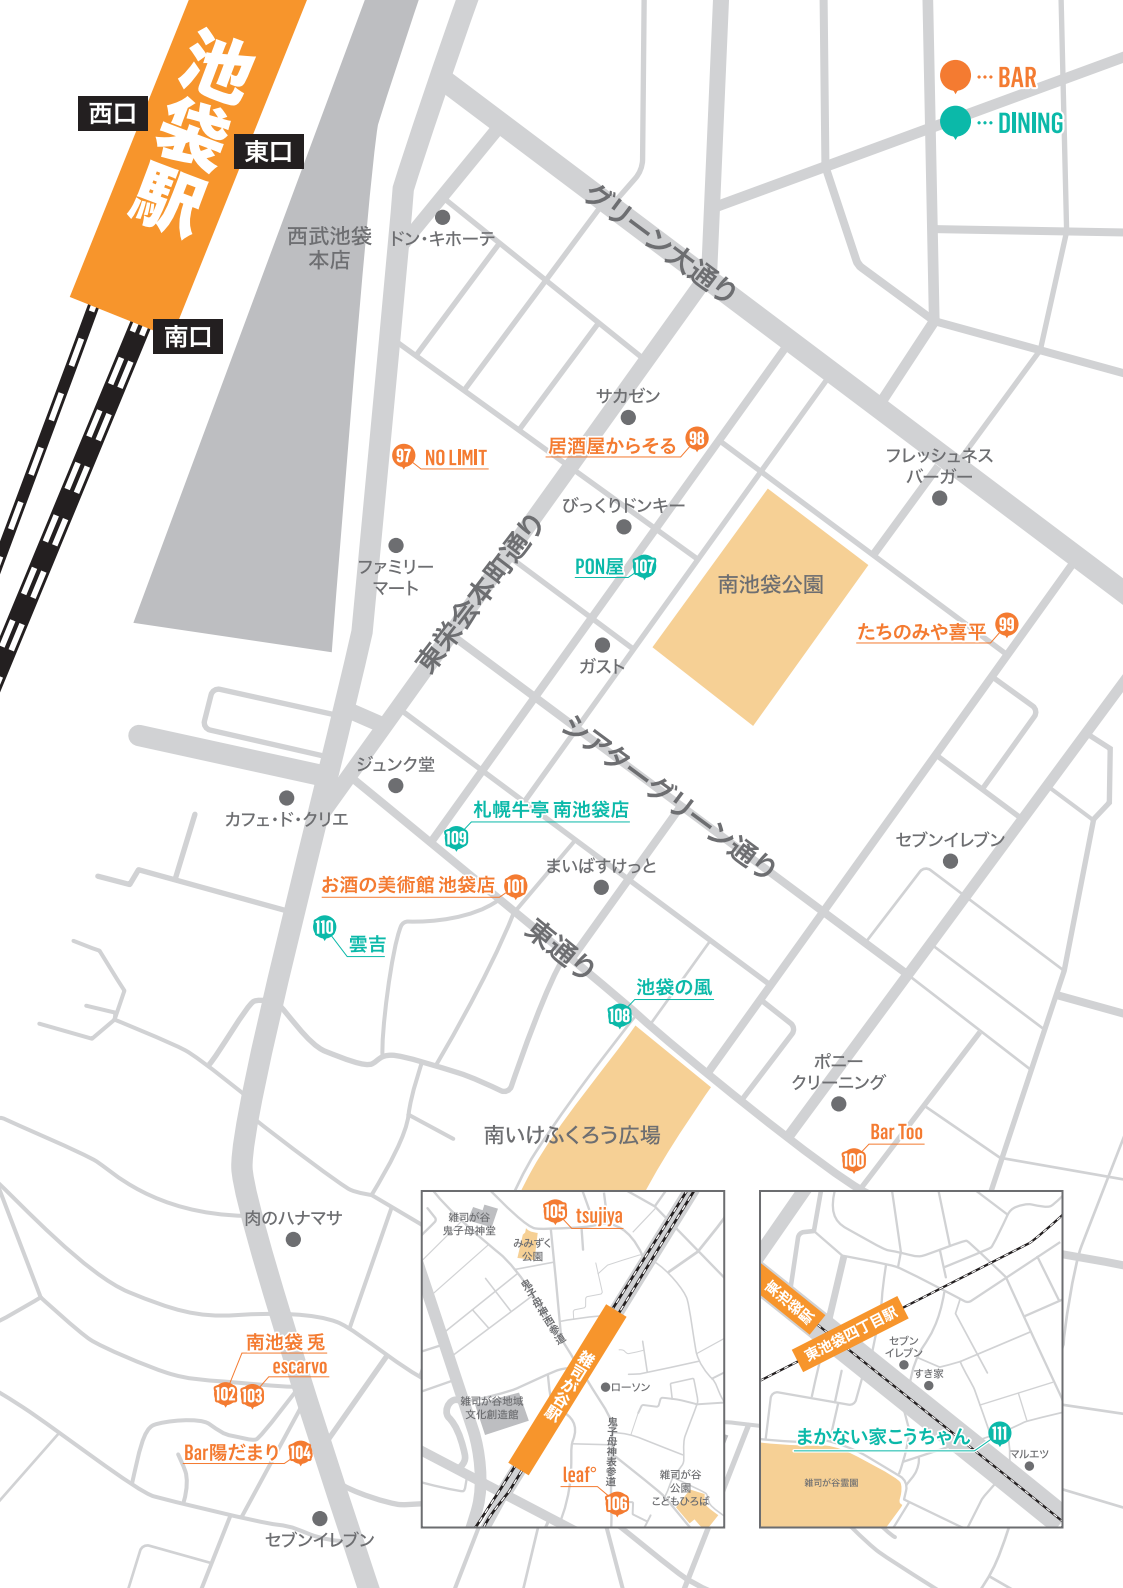 池袋駅
西口
東口
南口
… BAR
… DINING
西武池袋
本店
ドン・キホーテ
グリーン大通り
サカゼン
97 NO LIMIT
居酒屋からそる 98
フレッシュネス
バーガー
びっくりドンキー
PON屋 107
ファミリー
マート
東栄会本町通り
南池袋公園
たちのみや喜平 99
ガスト
シアターグリーン通り
ジュンク堂
カフェ・ド・クリエ
札幌牛亭 南池袋店
109
まいばすけっと
セブンイレブン
お酒の美術館 池袋店 101
110 雲吉
東通り
池袋の風
108
ポニー
クリーニング
Bar Too
100
南いけふくろう広場
肉のハナマサ
南池袋 兎
escarvo
102 103
Bar陽だまり 104
セブンイレブン
105 tsujiya
雑司が谷
鬼子母神堂
みみずく
公園
鬼子母神西参道
雑司が谷駅
ローソン
雑司が谷地域
文化創造館
鬼子母神表参道
leaf°
106
雑司が谷
公園
こどもひろば
東池袋駅
東池袋四丁目駅
セブン
イレブン
すき家
まかない家こうちゃん 111
マルエツ
雑司が谷霊園